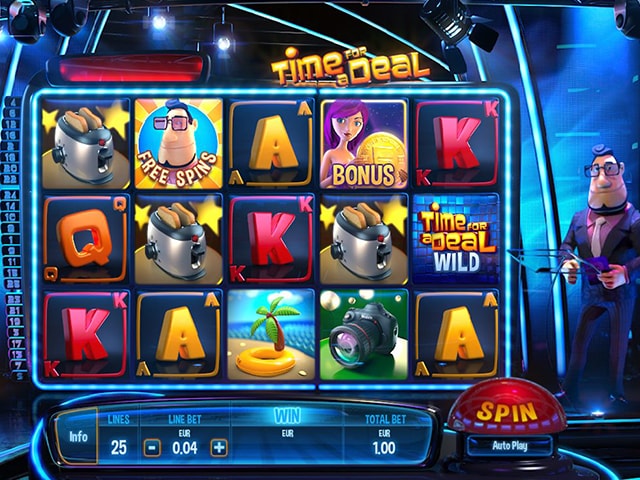 Time for a Deal
FREE SPINS
A
A
BONUS
K
K
Q
Q
K
K
Time for a Deal
WILD
K
K
A
A
A
A
Info
LINES
25
LINE BET
EUR
- 0.04 +
WIN
EUR
TOTAL BET
EUR
1.00
SPIN
Auto Play